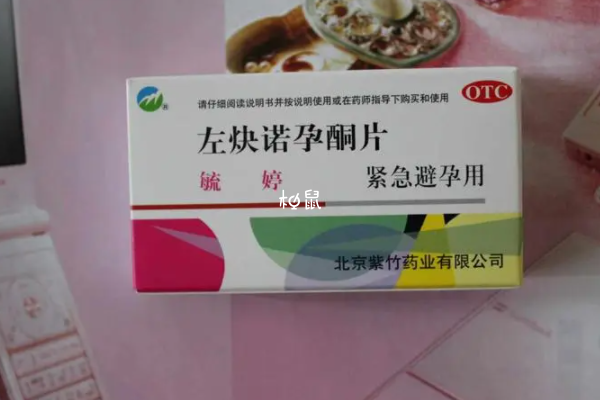 请仔细阅读说明书并按说明使用或在药师指导下购买和使用
OTC
左炔诺孕酮片
毓 婷 紧急避孕用
松鼠
北京紫竹药业有限公司